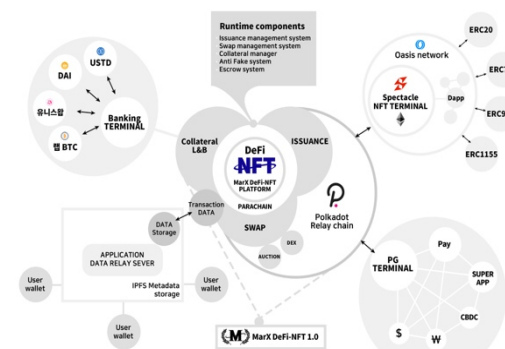 Runtime components
Issuance management system
Swap management system
Collateral manager
Anti Fake system
Escrow system
USTD
DAI
유니스왑
랩 BTC
Banking
TERMINAL
Collateral
L&B
ISSUANCE
DeFi
NFT
MarX DeFi-NFT
PLATFORM
PARACHAIN
SWAP
AUCTION
DEX
Polkadot
Relay chain
Oasis network
Spectacle
NFT TERMINAL
Dapp
ERC20
ERC9
ERC1155
Transaction
DATA
DATA
Storage
APPLICATION
DATA RELAY SEVER
IPFS Metadata
storage
User
wallet
User
wallet
User
wallet
PG
TERMINAL
Pay
SUPER
APP
CBDC
$
₩
M
MarX DeFi-NFT 1.0